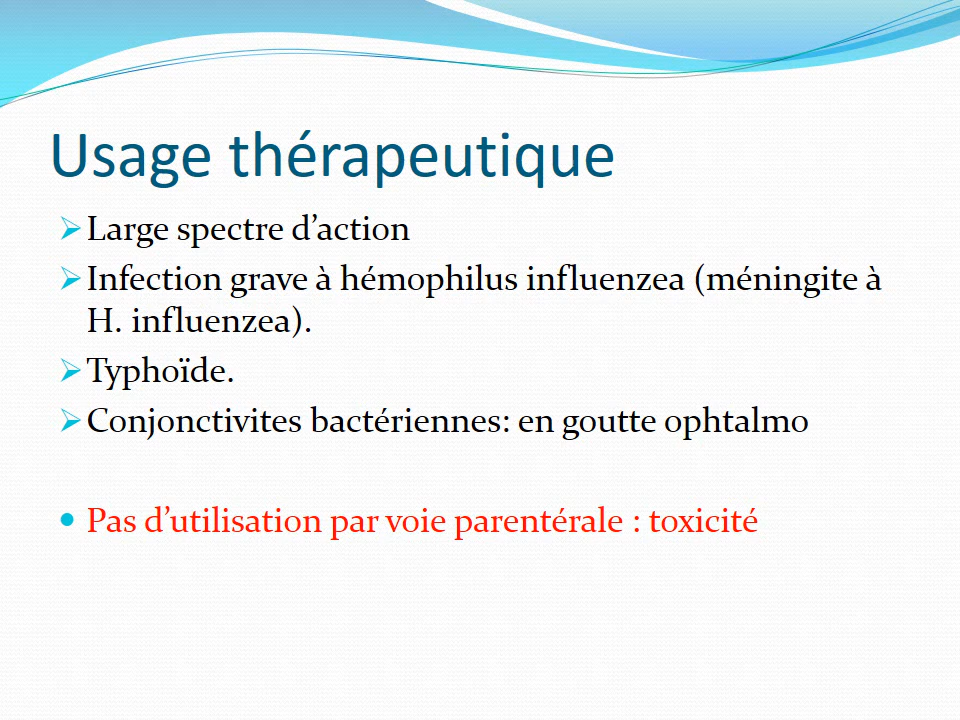 Usage thérapeutique
Large spectre d’action
Infection grave à hémophilus influenzea (méningite à
H. influenzea).
Typhoïde.
Conjonctivites bactériennes: en goutte ophtalmo
Pas d’utilisation par voie parentérale : toxicité